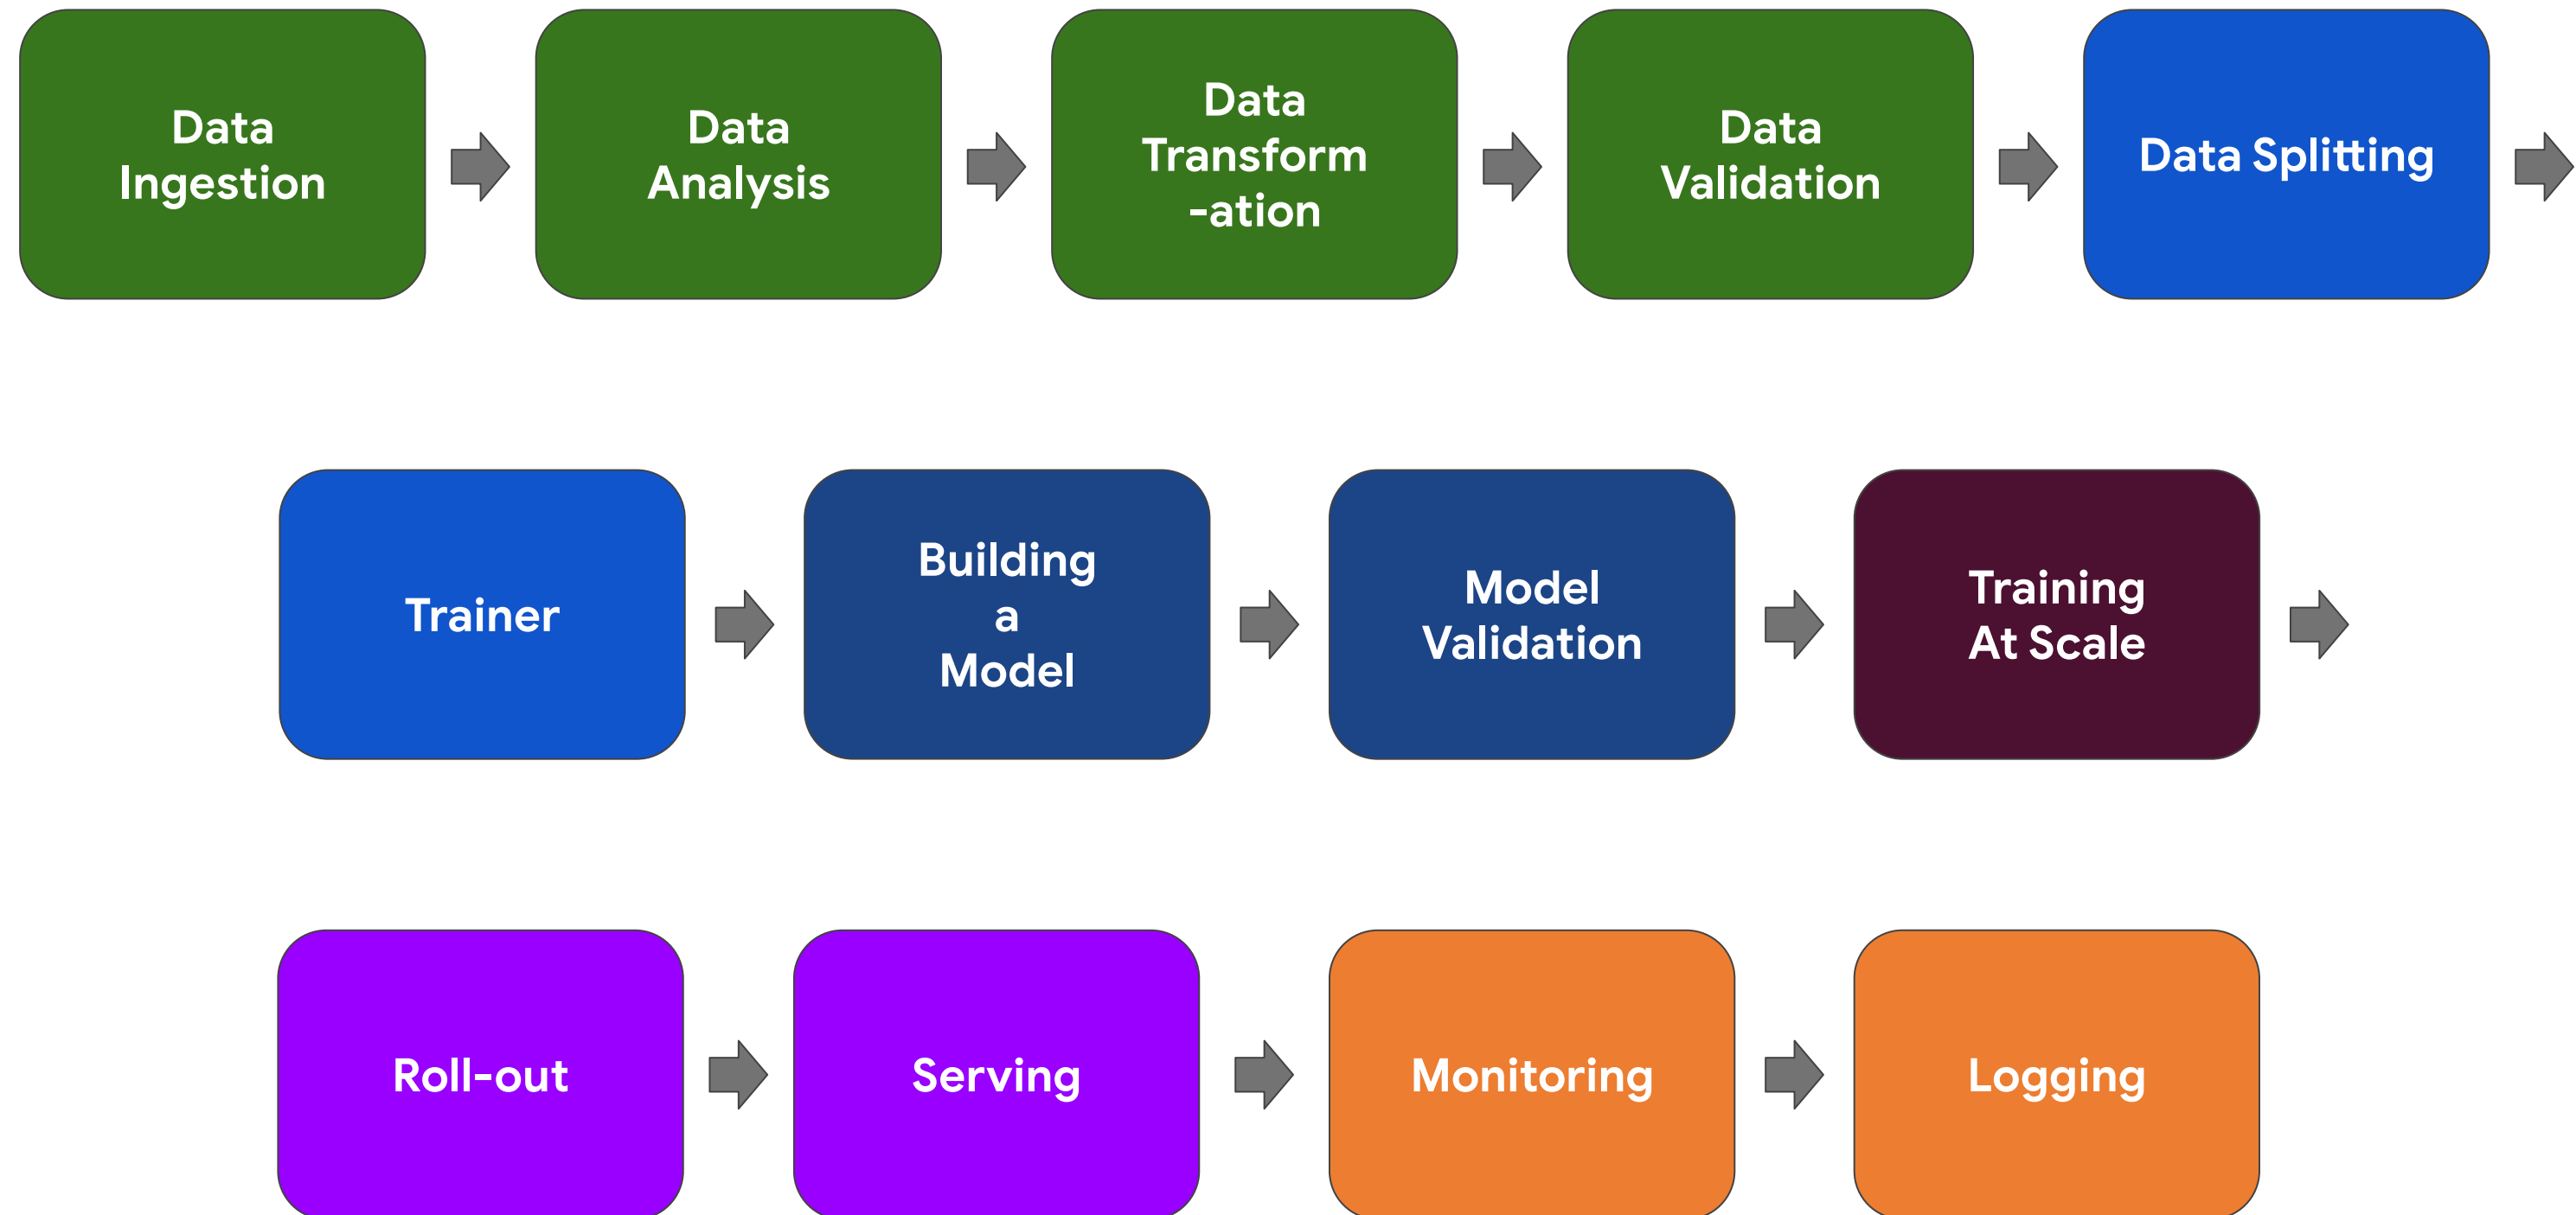 Data
Ingestion
Data
Analysis
Data
Transform
-ation
Data
Validation
Data Splitting
Trainer
Building
a
Model
Model
Validation
Training
At Scale
Roll-out
Serving
Monitoring
Logging